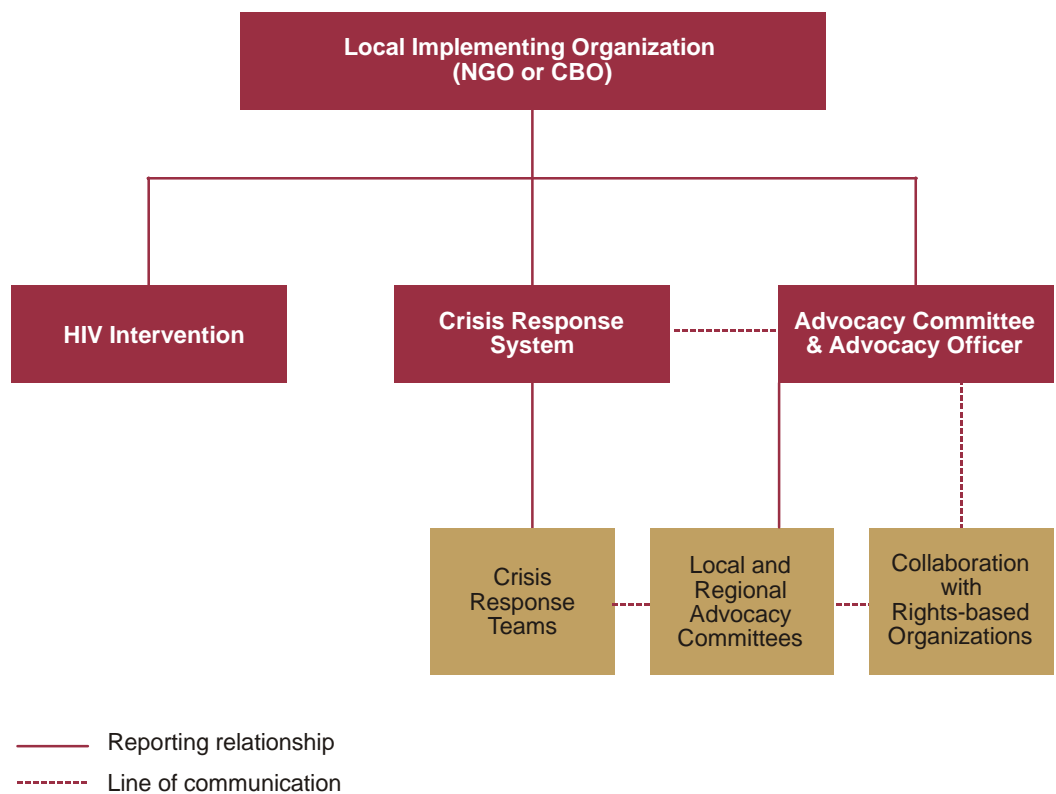 Local Implementing Organization
(NGO or CBO)
HIV Intervention
Crisis Response
System
Advocacy Committee
& Advocacy Officer
Crisis
Response
Teams
Local and
Regional
Advocacy
Committees
Collaboration
with
Rights-based
Organizations
Reporting relationship
Line of communication